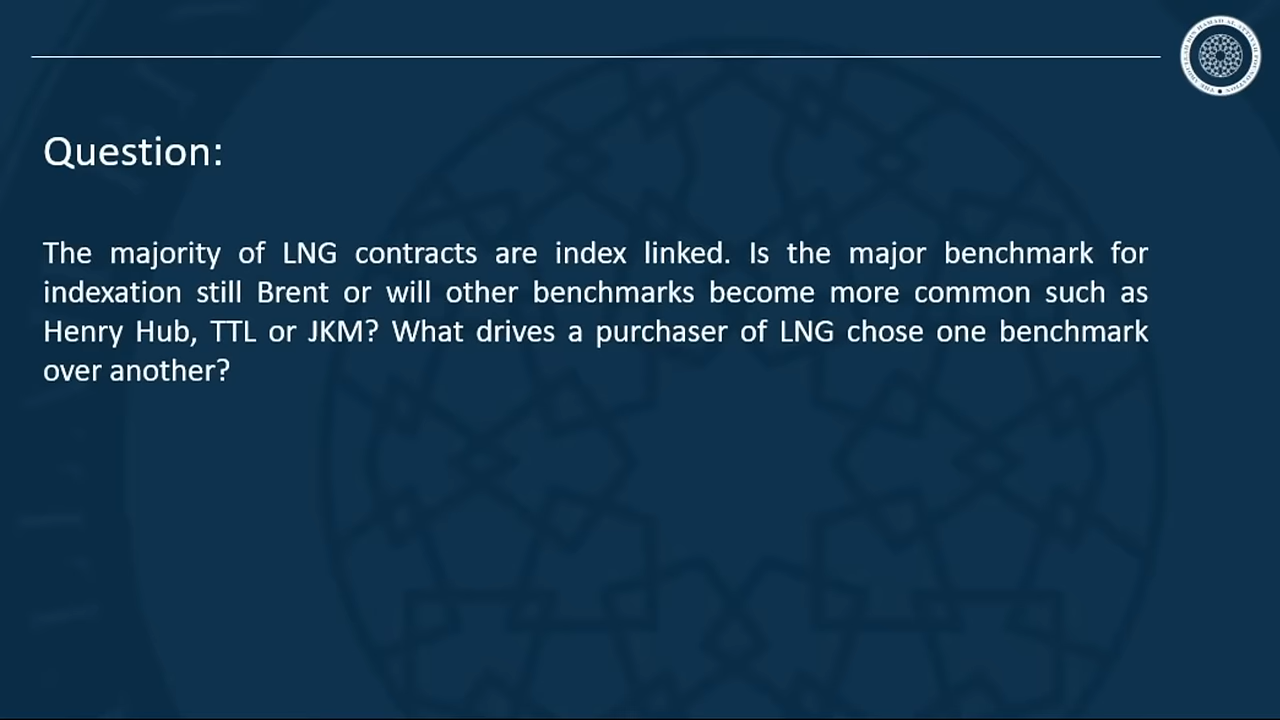 Question:
The majority of LNG contracts are index linked. Is the major benchmark for
indexation still Brent or will other benchmarks become more common such as
Henry Hub, TTL or JKM? What drives a purchaser of LNG chose one benchmark
over another?